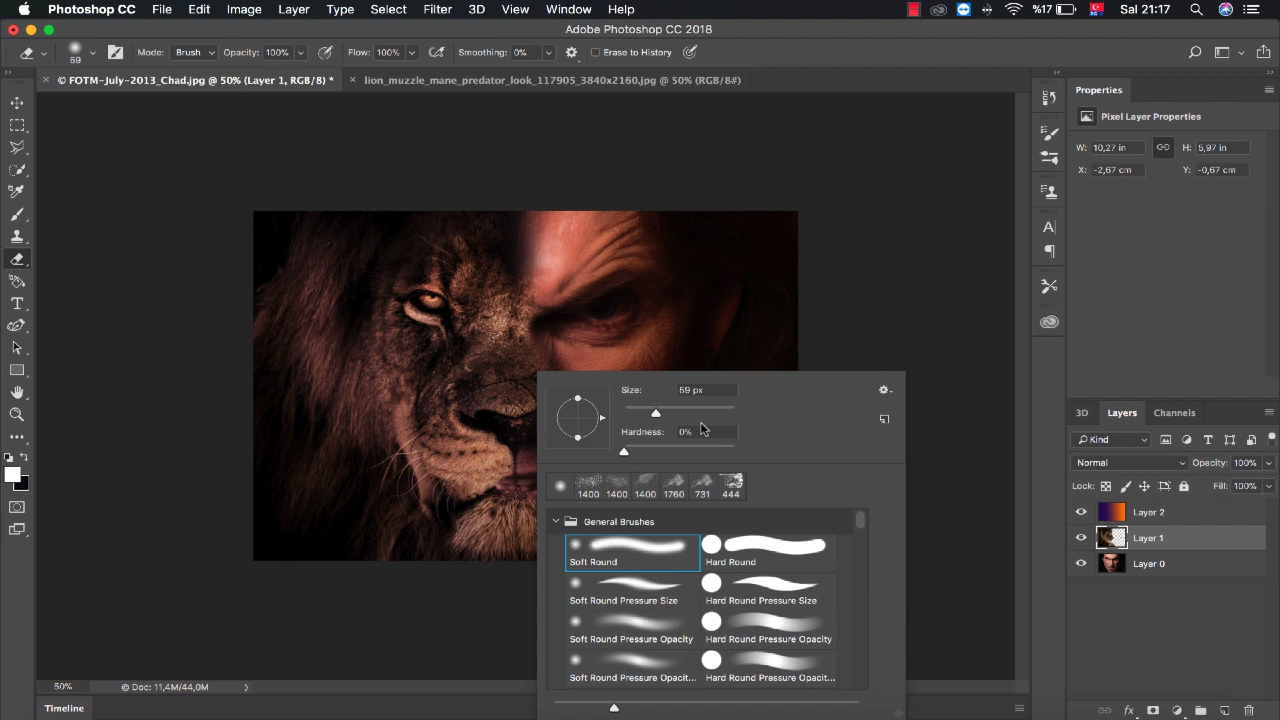 Photoshop CC File Edit Image Layer Type Select Filter 3D View Window Help %17 Sal 21:17
Adobe Photoshop CC 2018
59 Mode: Brush Opacity: 100% Flow: 100% Smoothing: 0% Erase to History
© FOTM-July-2013_Chad.jpg @ 50% (Layer 1, RGB/8) * lion_muzzle_mane_predator_look_117905_3840x2160.jpg @ 50% (RGB/8#)
Properties
Pixel Layer Properties
W: 10,27 in H: 5,97 in
X: -2,67 cm Y: -0,67 cm
Size: 59 px
Hardness: 0%
1400 1400 1400 1760 731 444
General Brushes
Soft Round Hard Round
Soft Round Pressure Size Hard Round Pressure Size
Soft Round Pressure Opacity Hard Round Pressure Opacity
Soft Round Pressure Opacit... Hard Round Pressure Opacit...
3D Layers Channels
Kind
Normal Opacity: 100%
Lock: Fill: 100%
Layer 2
Layer 1
Layer 0
50% Doc: 11,4M/44,0M
Timeline
fx